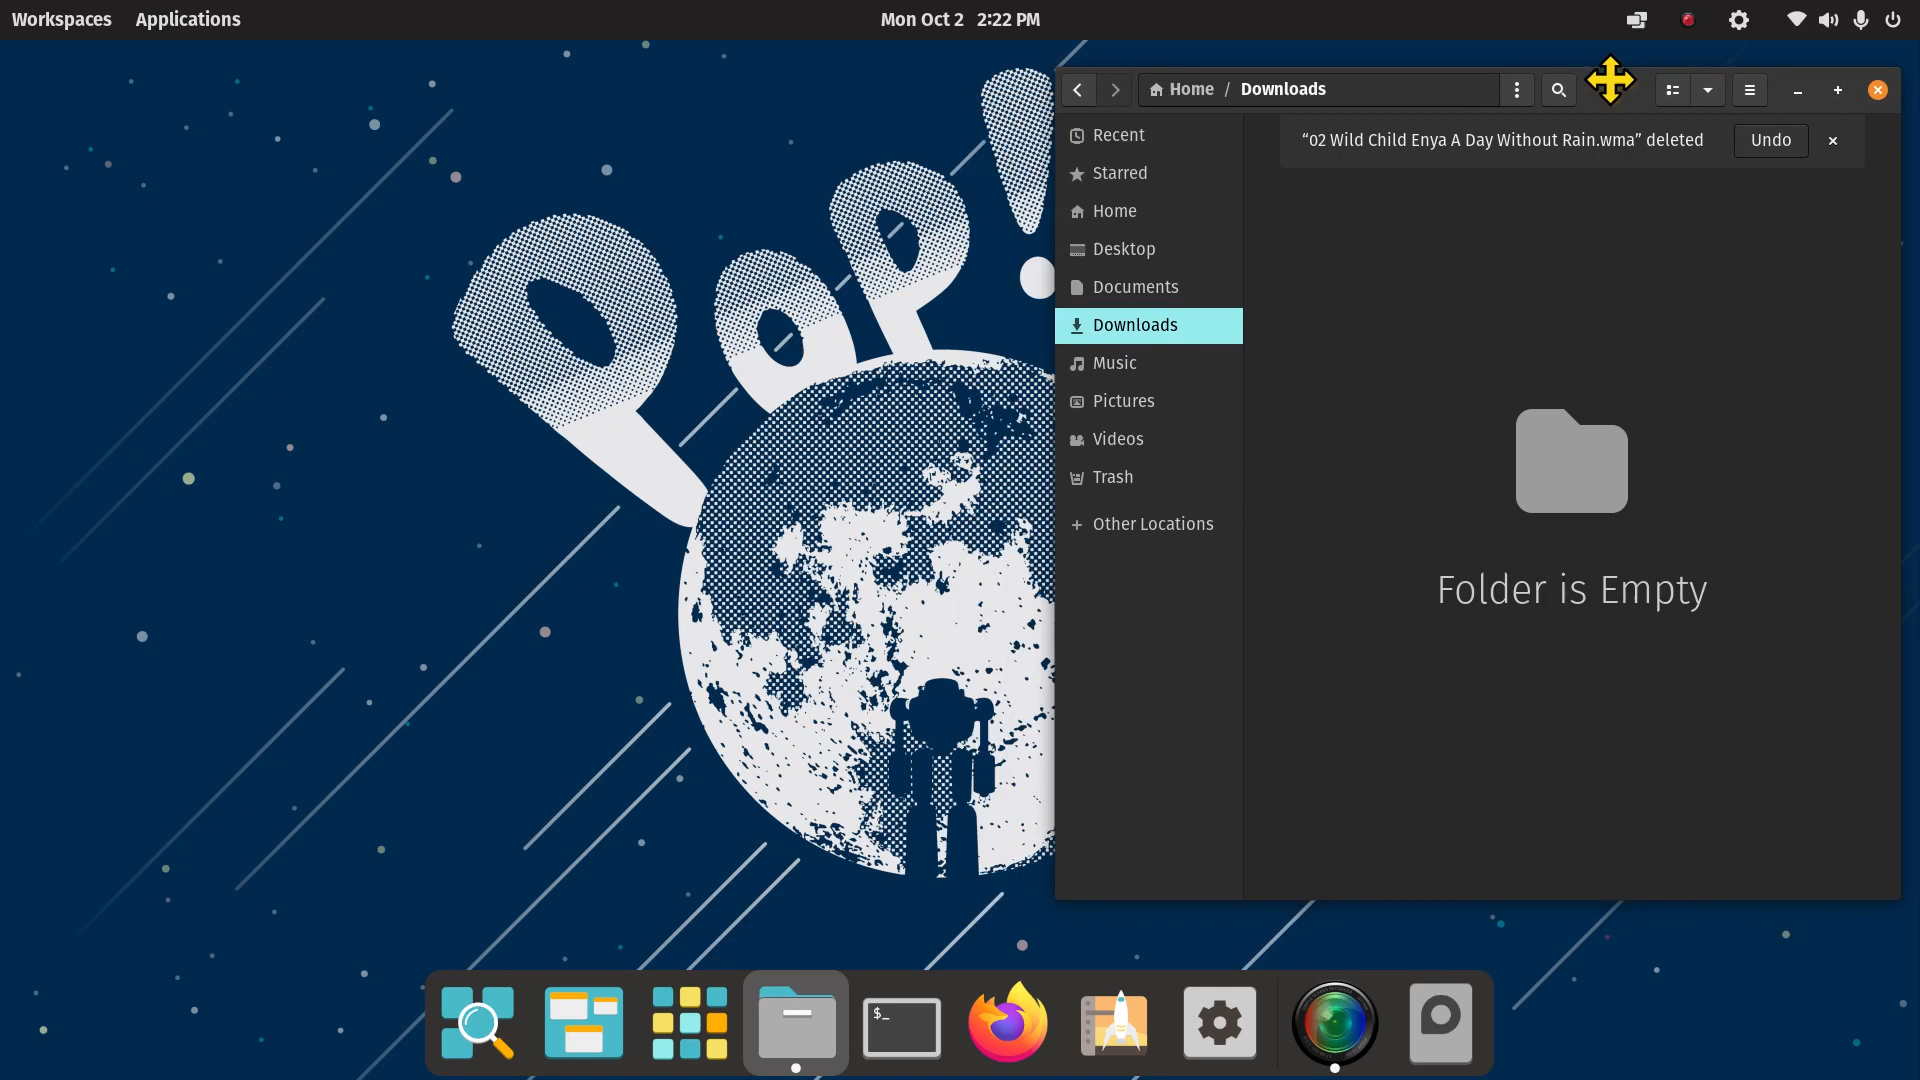 Workspaces Applications Mon Oct 2 2:22 PM
Home / Downloads
Recent
“02 Wild Child Enya A Day Without Rain.wma” deleted Undo
Starred
Home
Desktop
Documents
Downloads
Music
Pictures
Videos
Trash
Other Locations
Folder is Empty
POP!
$_